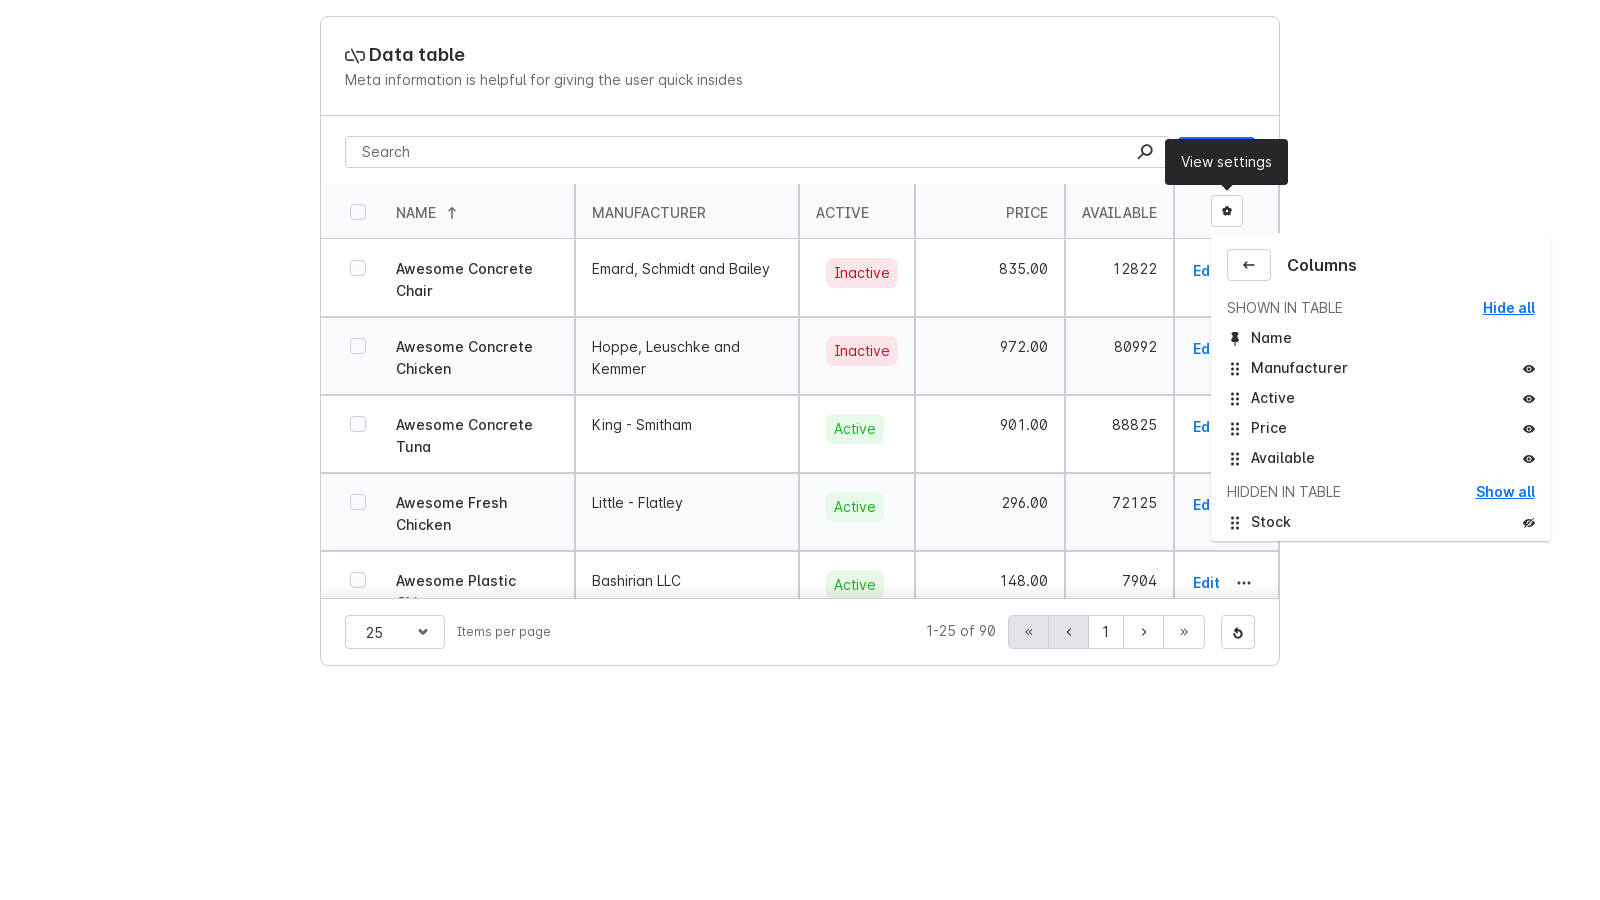 Data table
Meta information is helpful for giving the user quick insides
Search
View settings
NAME MANUFACTURER ACTIVE PRICE AVAILABLE
Awesome Concrete Chair Emard, Schmidt and Bailey Inactive 835.00 12822
Awesome Concrete Chicken Hoppe, Leuschke and Kemmer Inactive 972.00 80992
Awesome Concrete Tuna King - Smitham Active 901.00 88825
Awesome Fresh Chicken Little - Flatley Active 296.00 72125
Awesome Plastic Bashirian LLC Active 148.00 7904 Edit ···
Columns
SHOWN IN TABLE Hide all
Name
Manufacturer
Active
Price
Available
HIDDEN IN TABLE Show all
Stock
25 Items per page 1-25 of 90 « ‹ 1 › »